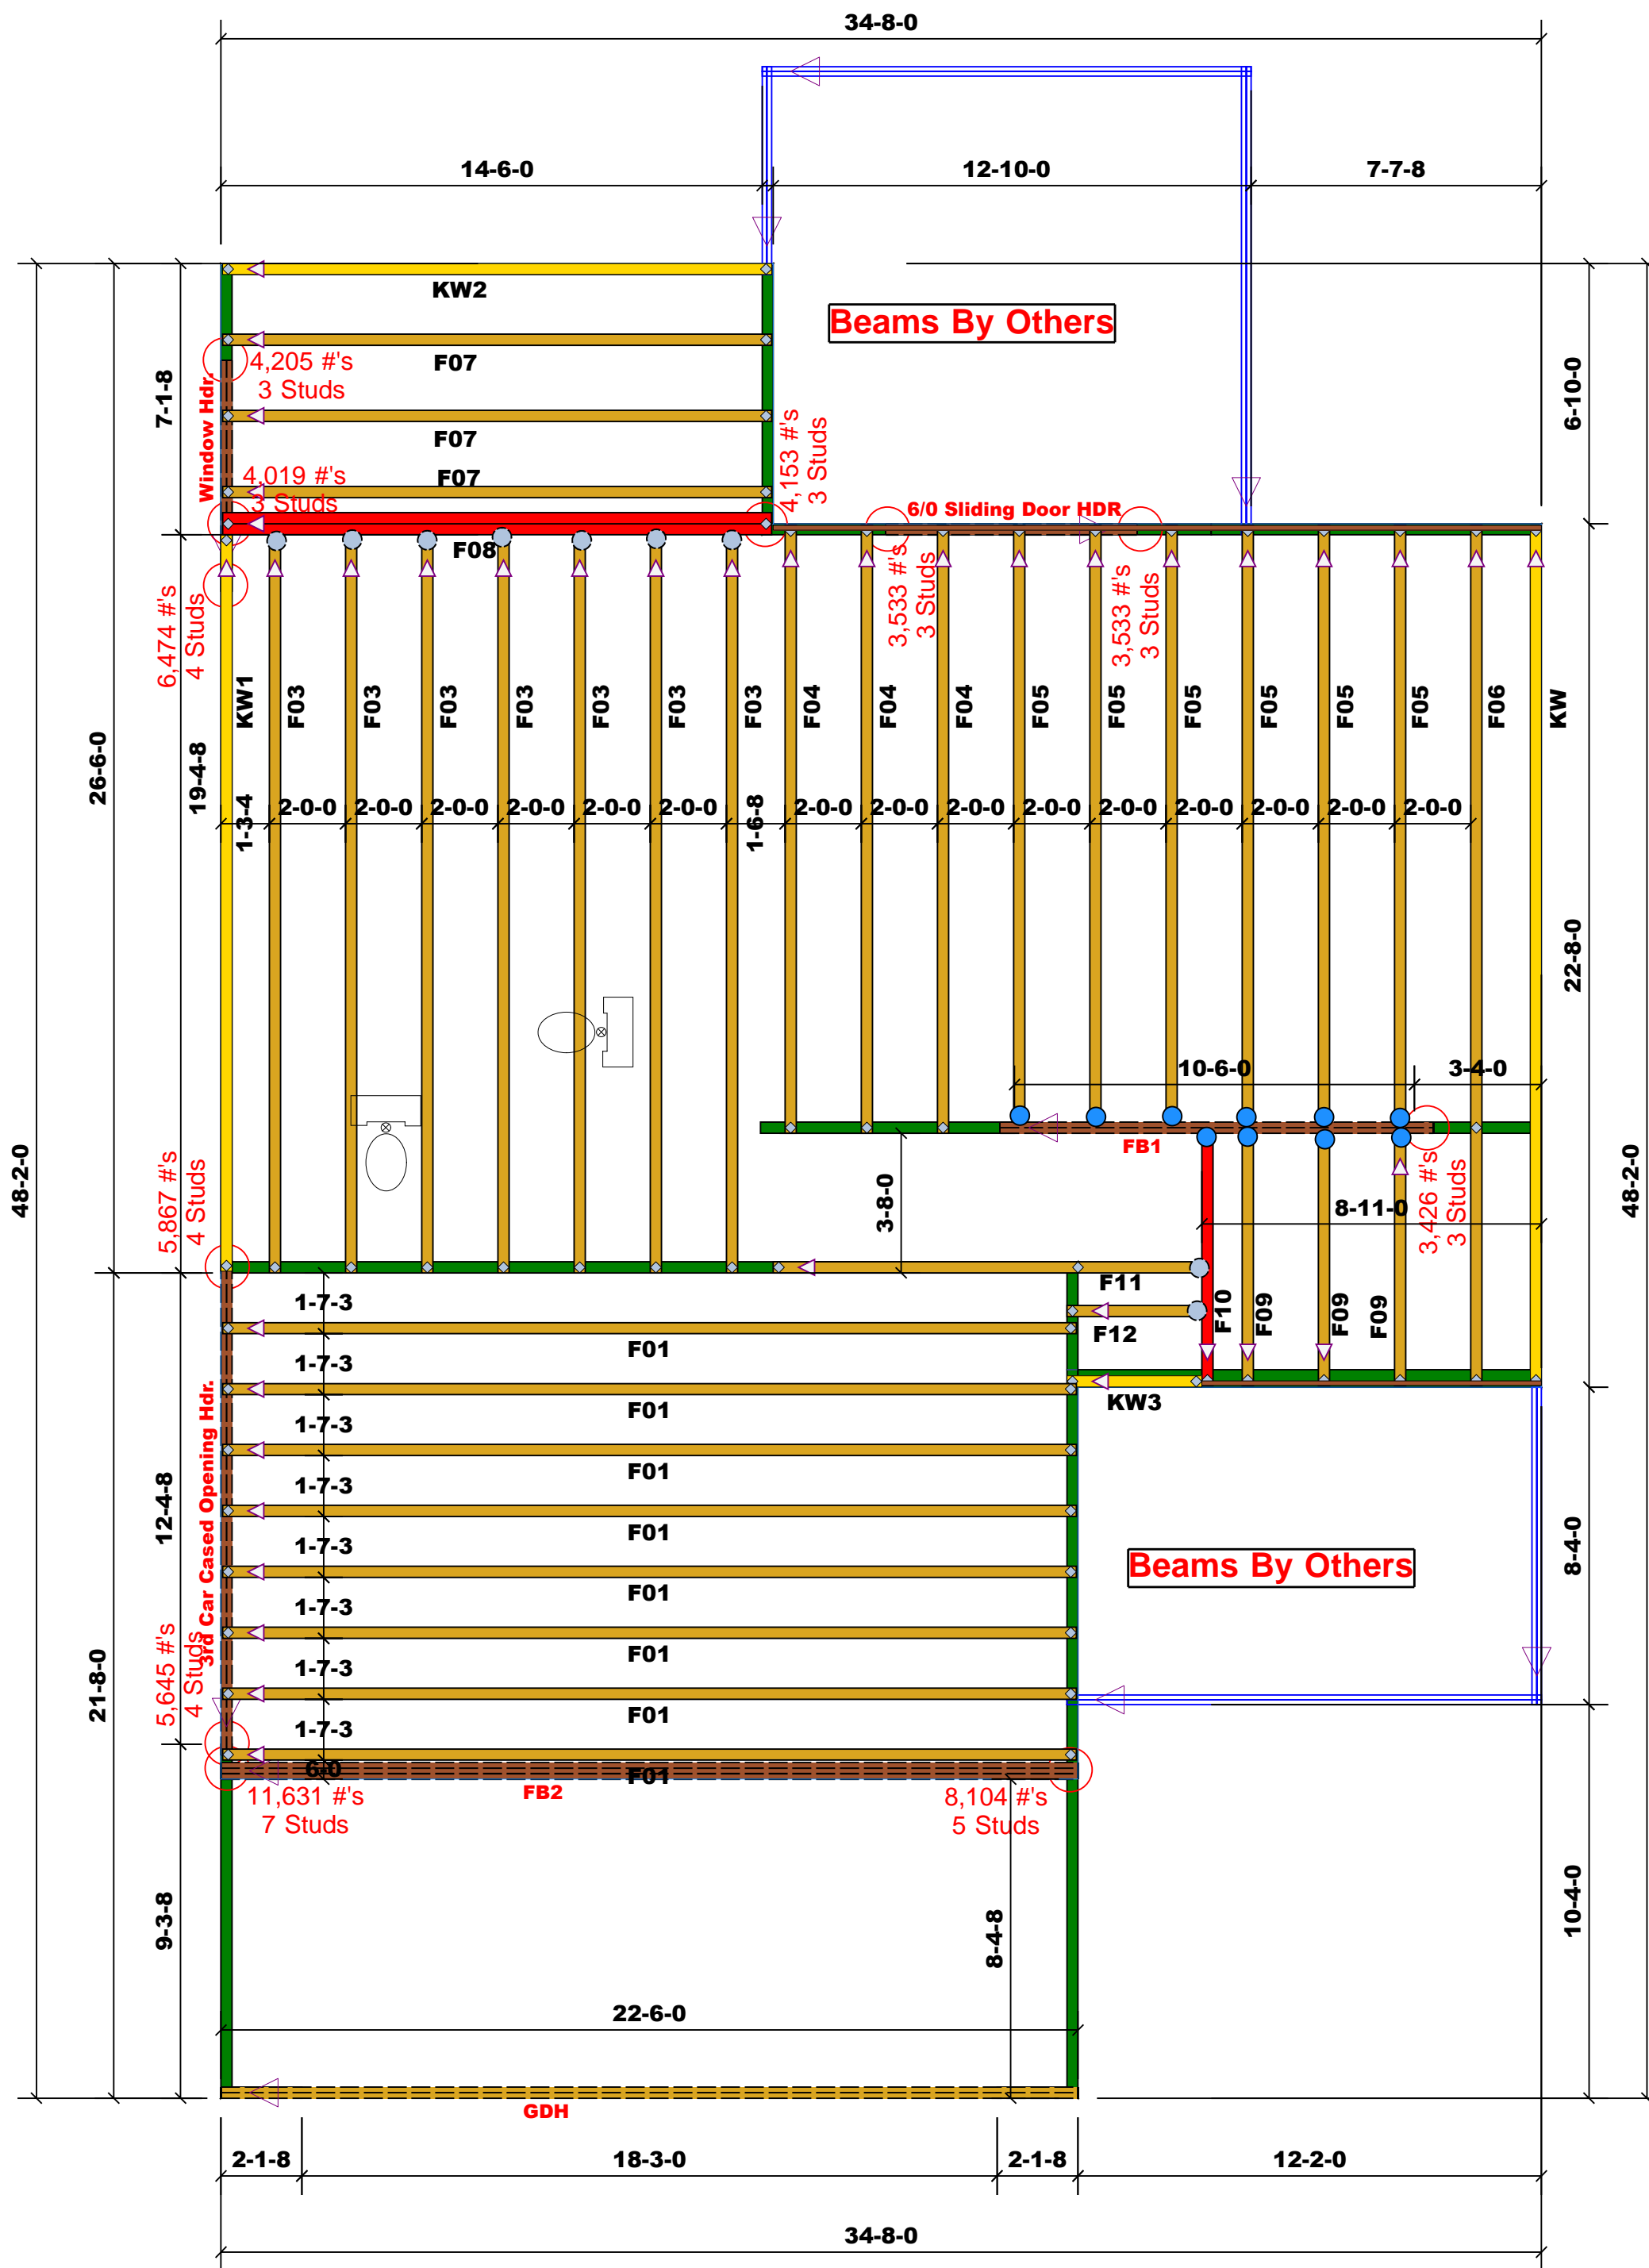 34-8-0
14-6-0
12-10-0
7-7-8
KW2
Beams By Others
4,205 #'s
3 Studs
F07
7-1-8
6-10-0
Window Hdr.
F07
4,153 #'s
3 Studs
F07
4,019 #'s
3 Studs
6/0 Sliding Door HDR
F08
3,533 #'s
3 Studs
3,533 #'s
3 Studs
6,474 #'s
4 Studs
KW1
F03
F03
F03
F03
F03
F03
F03
F04
F04
F04
F05
F05
F05
F05
F05
F05
F06
KW
26-6-0
19-4-8
1-3-4
2-0-0
2-0-0
2-0-0
2-0-0
2-0-0
2-0-0
1-6-8
2-0-0
2-0-0
2-0-0
2-0-0
2-0-0
2-0-0
2-0-0
2-0-0
2-0-0
22-8-0
10-6-0
3-4-0
FB1
48-2-0
48-2-0
5,867 #'s
4 Studs
3-8-0
8-11-0
3,426 #'s
3 Studs
F11
F12
F10
F09
F09
F09
KW3
1-7-3
F01
1-7-3
F01
1-7-3
F01
1-7-3
F01
1-7-3
F01
1-7-3
F01
1-7-3
F01
1-7-3
6-0
F01
3rd Car Cased Opening Hdr.
12-4-8
Beams By Others
8-4-0
5,645 #'s
4 Studs
21-8-0
FB2
11,631 #'s
7 Studs
8,104 #'s
5 Studs
9-3-8
8-4-8
10-4-0
22-6-0
GDH
2-1-8
18-3-0
2-1-8
12-2-0
34-8-0